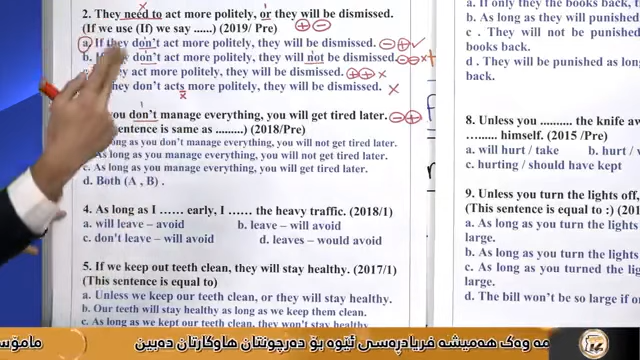 2. They need to act more politely, or they will be dismissed.
(If we use (If) we say ......) (2019/ Pre)
a. If they don't act more politely, they will be dismissed.
b. If they don't act more politely, they will not be dismissed.
act more politely, they will be dismissed.
they don't acts more politely, they will be dismissed.
you don't manage everything, you will get tired later.
sentence is same as .........) (2018/Pre)
long as you don't manage everything, you will not get tired later.
As long as you manage everything, you will not get tired later.
c. As long as you manage everything, you will get tired later.
d. Both (A , B) .
4. As long as I ...... early, I ...... the heavy traffic. (2018/1)
a. will leave – avoid b. leave – will avoid
c. don't leave – will avoid d. leaves – would avoid
5. If we keep out teeth clean, they will stay healthy. (2017/1)
(This sentence is equal to)
a. Unless we keep our teeth clean, or they will stay healthy.
b. Our teeth will stay healthy as long as we keep them clean.
c. As long as we keep our teeth clean, they won't stay healthy.
a. If only they the books back, t
b. As long as they will punished
c. They will not be punished
books back.
d. They will be punished as long
back.
8. Unless you .......... the knife aw
....... himself. (2015 /Pre)
a. will hurt / take b. hurt /
c. hurting / should have kept
9. Unless you turn the lights off,
(This sentence is equal to :) (201
a. As long as you turn the lights
large.
b. As long as you turn the lights
c. As long as you turned the lig
large.
d. The bill won't be so large if
مە وەک هەمیشە فریادڕەسی ئێوە بۆ دەرچونتان هاوکارتان دەبین
مامۆس